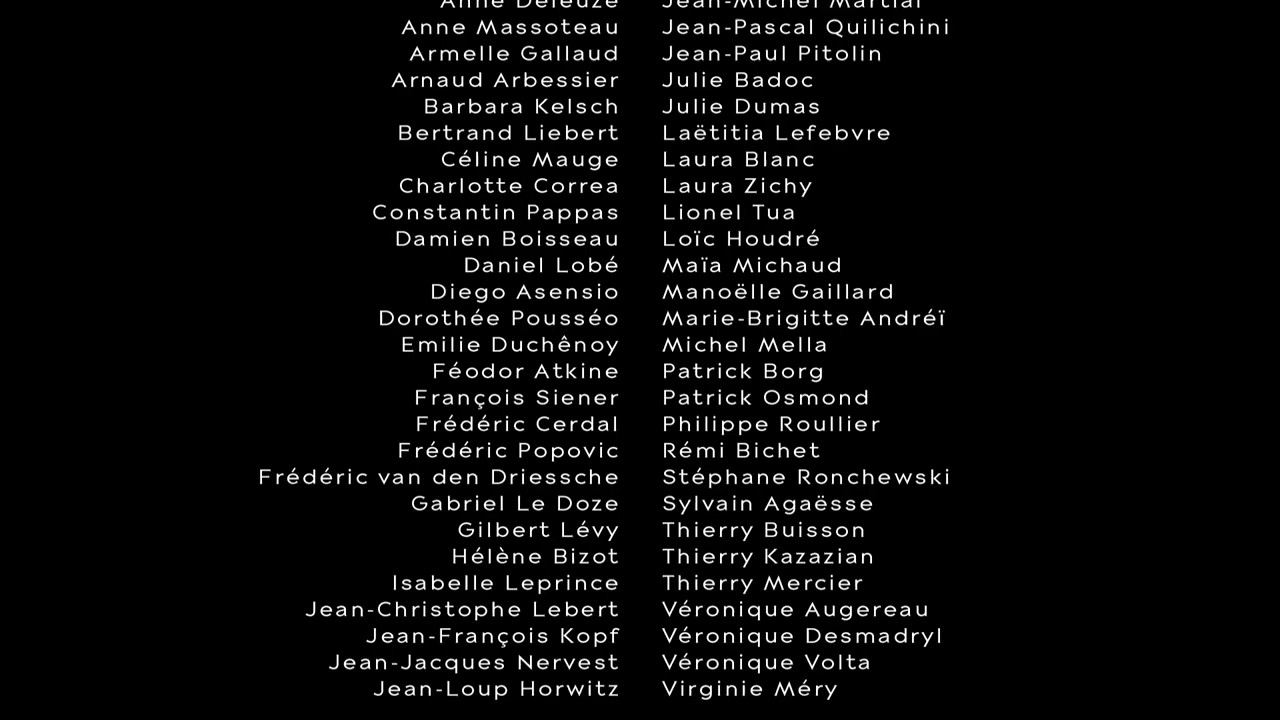 Anne Deleuze Jean-Michel Martial
Anne Massoteau Jean-Pascal Quilichini
Armelle Gallaud Jean-Paul Pitolin
Arnaud Arbessier Julie Badoc
Barbara Kelsch Julie Dumas
Bertrand Liebert Laëtitia Lefebvre
Céline Mauge Laura Blanc
Charlotte Correa Laura Zichy
Constantin Pappas Lionel Tua
Damien Boisseau Loïc Houdré
Daniel Lobé Maïa Michaud
Diego Asensio Manoëlle Gaillard
Dorothée Pousséo Marie-Brigitte Andréï
Emilie Duchênoy Michel Mella
Féodor Atkine Patrick Borg
François Siener Patrick Osmond
Frédéric Cerdal Philippe Roullier
Frédéric Popovic Rémi Bichet
Frédéric van den Driessche Stéphane Ronchewski
Gabriel Le Doze Sylvain Agaësse
Gilbert Lévy Thierry Buisson
Hélène Bizot Thierry Kazazian
Isabelle Leprince Thierry Mercier
Jean-Christophe Lebert Véronique Augereau
Jean-François Kopf Véronique Desmadryl
Jean-Jacques Nervest Véronique Volta
Jean-Loup Horwitz Virginie Méry